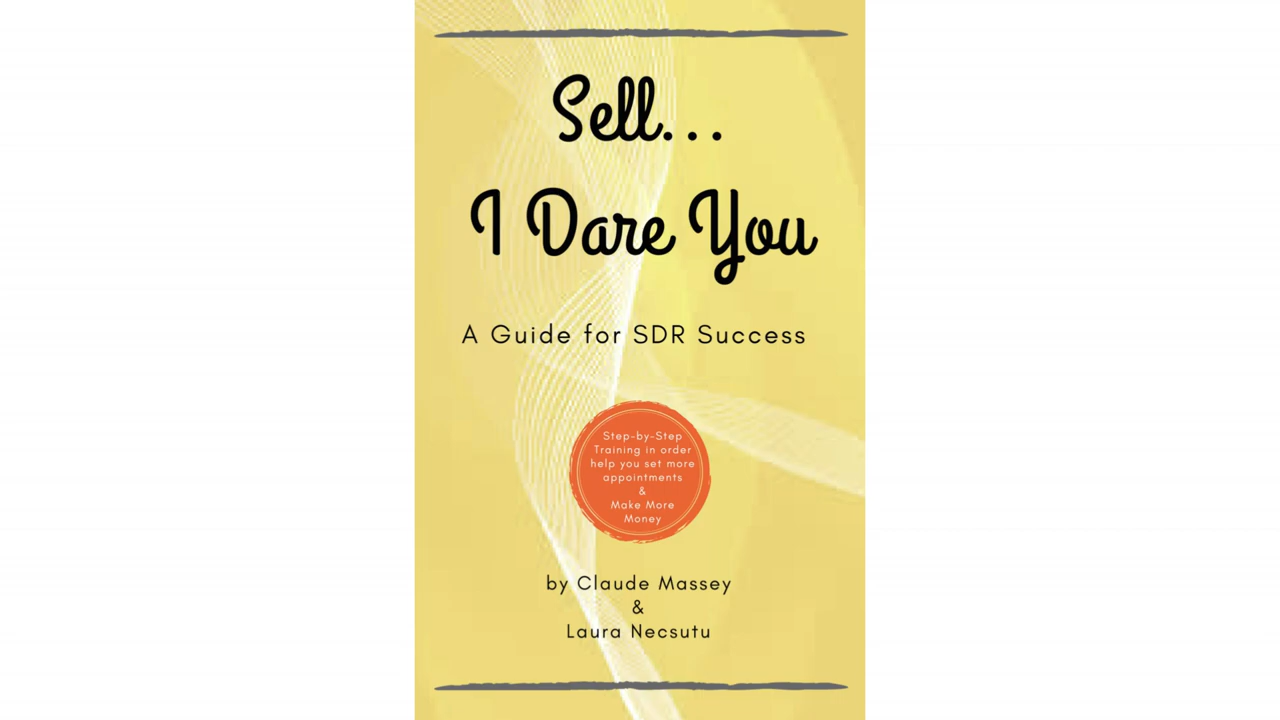 Sell...
I Dare You
A Guide for SDR Success
Step-by-Step
Training in order
help you set more
appointments
&
Make More
Money
by Claude Massey
&
Laura Necsutu